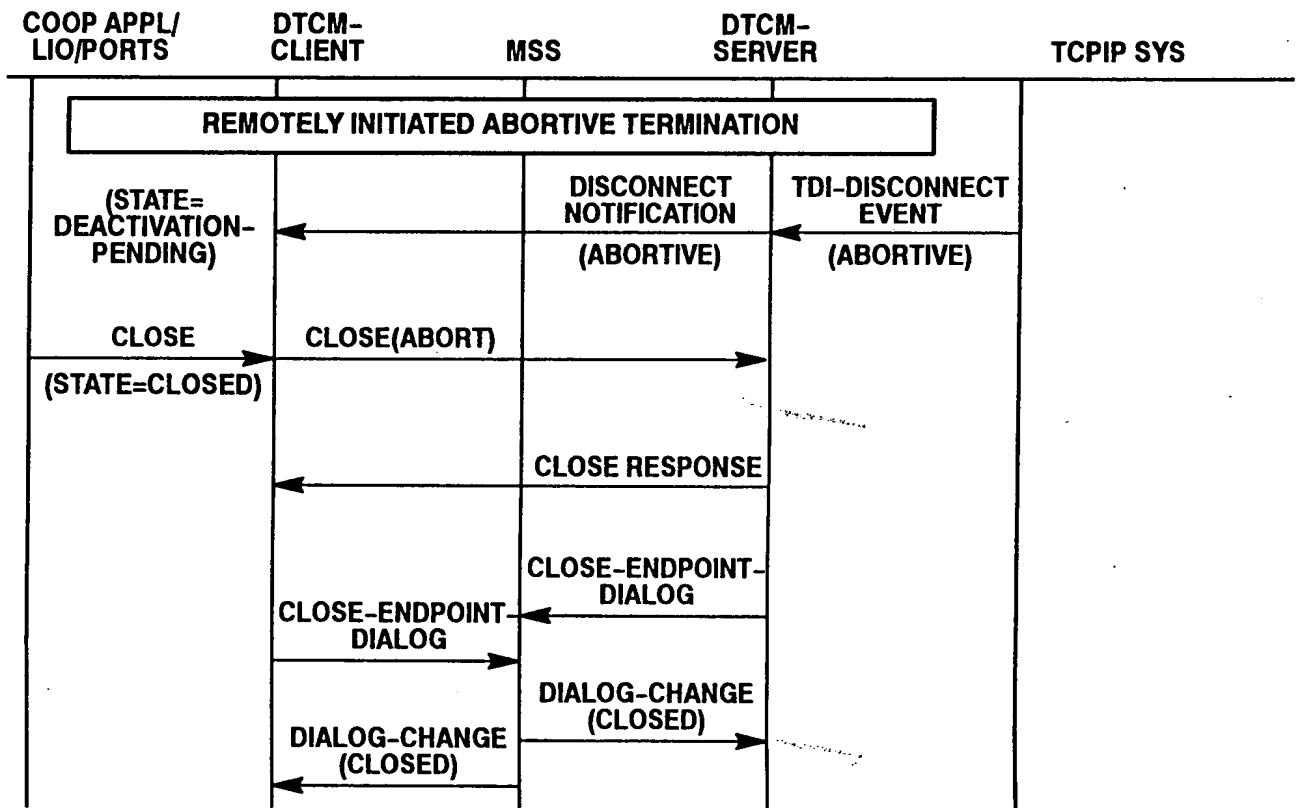 COOP APPL/
LIO/PORTS
DTCM-
CLIENT
MSS
DTCM-
SERVER
TCPIP SYS
REMOTELY INITIATED ABORTIVE TERMINATION
(STATE=
DEACTIVATION-
PENDING)
DISCONNECT
NOTIFICATION
(ABORTIVE)
TDI-DISCONNECT
EVENT
(ABORTIVE)
CLOSE
(STATE=CLOSED)
CLOSE(ABORT)
CLOSE RESPONSE
CLOSE-ENDPOINT-
DIALOG
CLOSE-ENDPOINT-
DIALOG
DIALOG-CHANGE
(CLOSED)
DIALOG-CHANGE
(CLOSED)